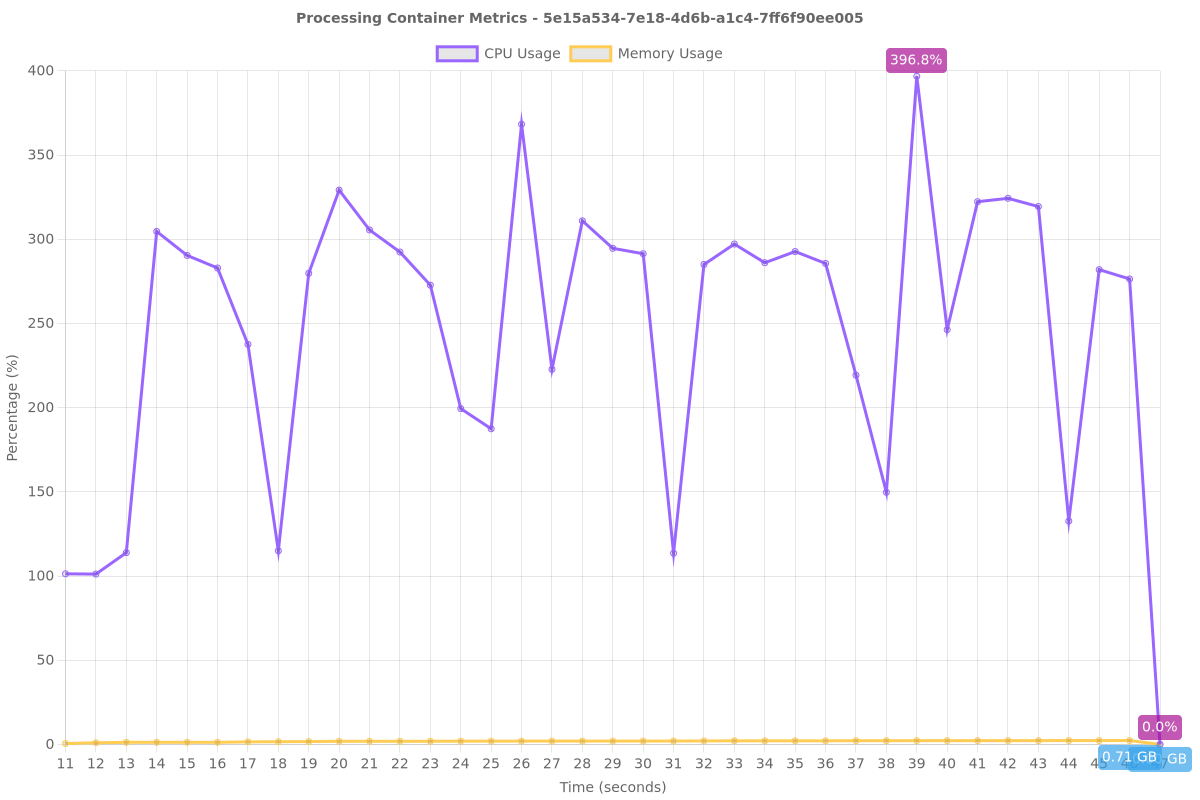 Processing Container Metrics - 5e15a534-7e18-4d6b-a1c4-7ff6f90ee005
CPU Usage Memory Usage
396.8%
400
350
300
250
200
150
100
50
0
Percentage (%)
0.0%
0.71 GB GB
11 12 13 14 15 16 17 18 19 20 21 22 23 24 25 26 27 28 29 30 31 32 33 34 35 36 37 38 39 40 41 42 43 44 45 46 47
Time (seconds)